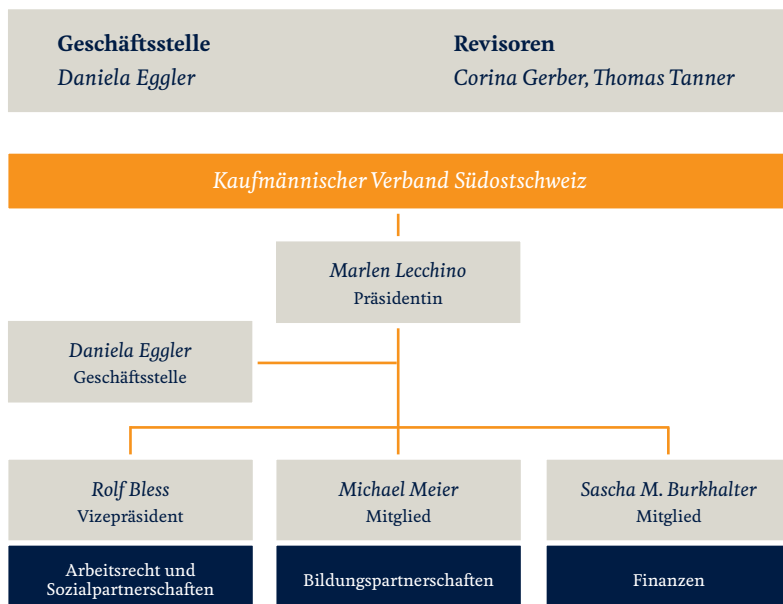 Geschäftsstelle
Daniela Eggler
Revisoren
Corina Gerber, Thomas Tanner
Kaufmännischer Verband Südostschweiz
Marlen Lecchino
Präsidentin
Daniela Eggler
Geschäftsstelle
Rolf Bless
Vizepräsident
Arbeitsrecht und
Sozialpartnerschaften
Michael Meier
Mitglied
Bildungspartnerschaften
Sascha M. Burkhalter
Mitglied
Finanzen